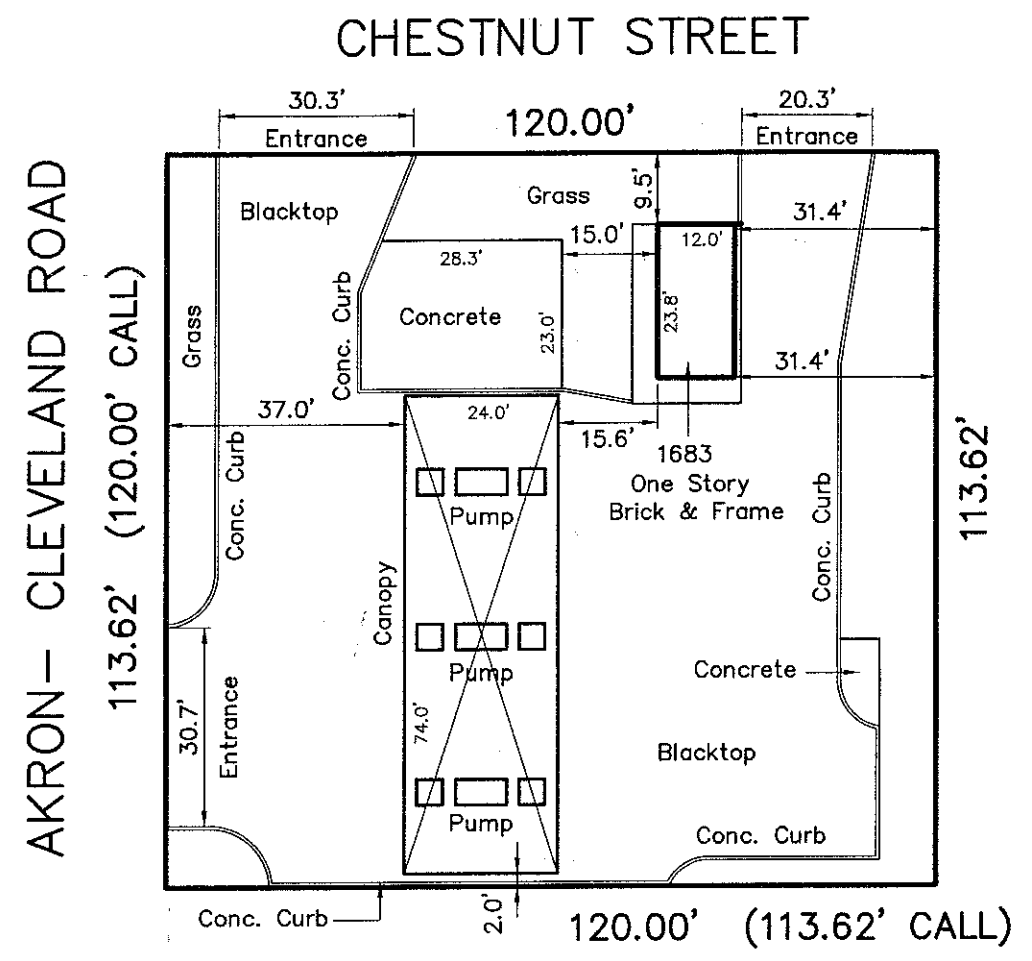 CHESTNUT STREET
30.3'
Entrance
120.00'
20.3'
Entrance
AKRON- CLEVELAND ROAD
113.62' (120.00' CALL)
Grass
Blacktop
Grass
9.5'
15.0'
12.0'
31.4'
28.3'
Concrete
23.0'
23.8'
Conc. Curb
31.4'
37.0'
24.0'
15.6'
1683
One Story
Brick & Frame
Conc. Curb
Pump
Canopy
Conc. Curb
113.62'
Pump
74.0'
Concrete
30.7'
Entrance
Blacktop
Pump
Conc. Curb
Conc. Curb
2.0'
120.00' (113.62' CALL)